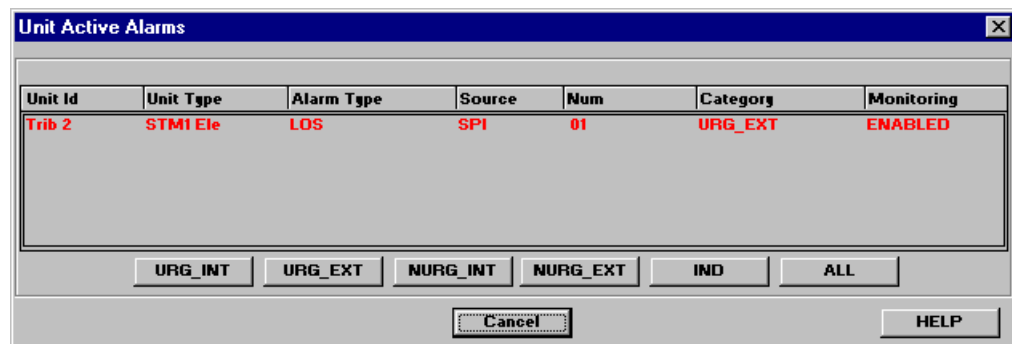 Unit Active Alarms
Unit Id Unit Type Alarm Type Source Num Category Monitoring
Trib 2 STM1 Ele LOS SPI 01 URG_EXT ENABLED
URG_INT URG_EXT NURG_INT NURG_EXT IND ALL
Cancel HELP